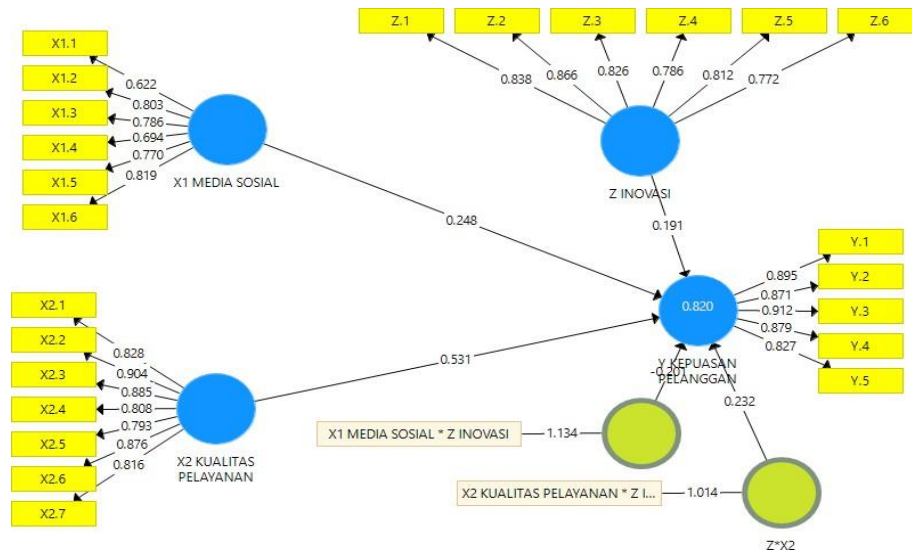 Z.1
Z.2
Z.3
Z.4
Z.5
Z.6
0.838
0.866
0.826
0.786
0.812
0.772
Z INOVASI
X1.1
X1.2
X1.3
X1.4
X1.5
X1.6
0.622
0.803
0.786
0.694
0.770
0.819
X1 MEDIA SOSIAL
0.248
0.191
X2.1
X2.2
X2.3
X2.4
X2.5
X2.6
X2.7
0.828
0.904
0.885
0.808
0.793
0.876
0.816
X2 KUALITAS
PELAYANAN
0.531
0.820
Y KEPUASAN
PELANGGAN
Y.1
Y.2
Y.3
Y.4
Y.5
0.895
0.871
0.912
0.879
0.827
-0.201
0.232
X1 MEDIA SOSIAL * Z INOVASI
1.134
X2 KUALITAS PELAYANAN * Z I...
1.014
Z*X2